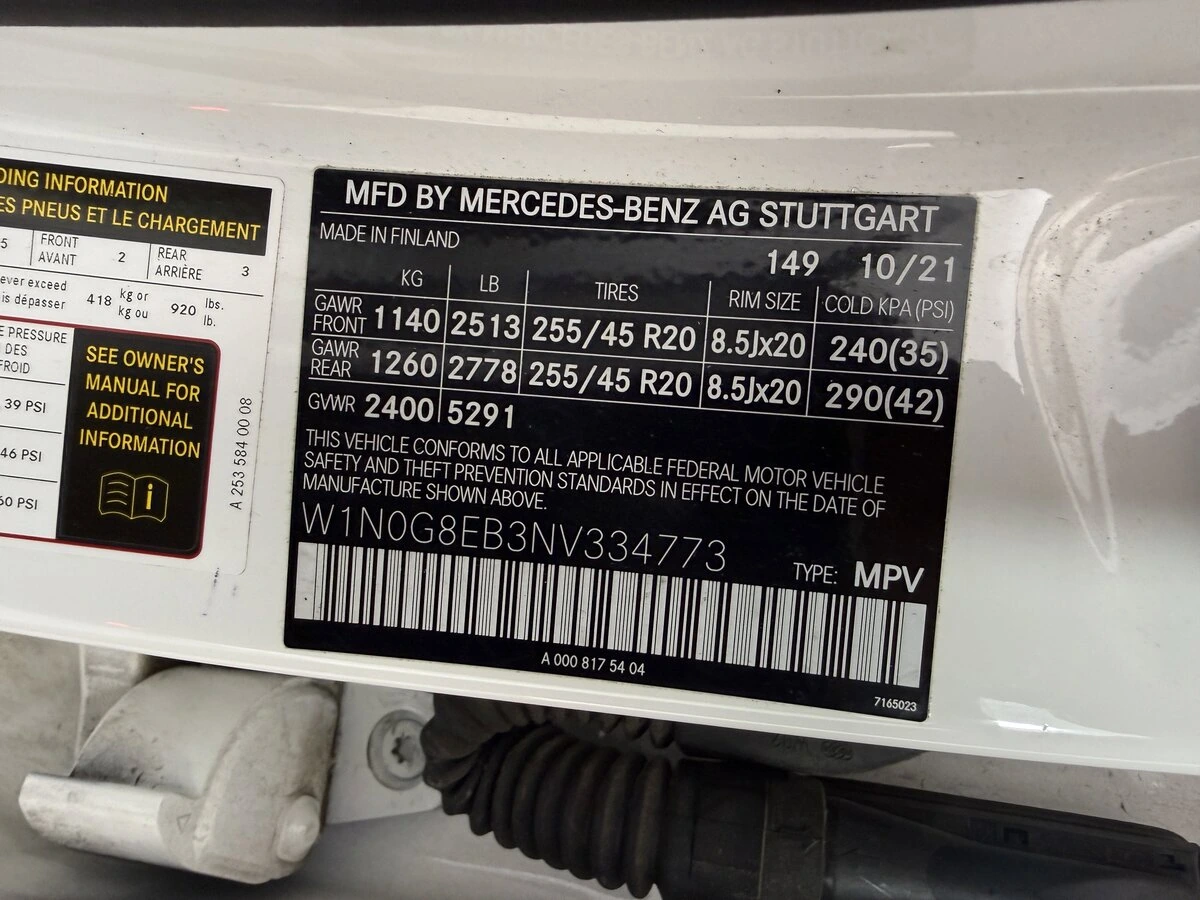 DING INFORMATION
ES PNEUS ET LE CHARGEMENT
5 FRONT AVANT 2 REAR ARRIÈRE 3
ever exceed
is dépasser 418 kg or kg ou 920 lbs. lb.
E PRESSURE
DES
FROID
39 PSI
46 PSI
60 PSI
SEE OWNER'S
MANUAL FOR
ADDITIONAL
INFORMATION
i
A 253 584 00 08
MFD BY MERCEDES-BENZ AG STUTTGART
MADE IN FINLAND
149 10/21
KG LB TIRES RIM SIZE COLD KPA (PSI)
GAWR FRONT 1140 2513 255/45 R20 8.5Jx20 240(35)
GAWR REAR 1260 2778 255/45 R20 8.5Jx20 290(42)
GVWR 2400 5291
THIS VEHICLE CONFORMS TO ALL APPLICABLE FEDERAL MOTOR VEHICLE
SAFETY AND THEFT PREVENTION STANDARDS IN EFFECT ON THE DATE OF
MANUFACTURE SHOWN ABOVE.
W1N0G8EB3NV334773
TYPE: MPV
A 000 817 54 04
7165023